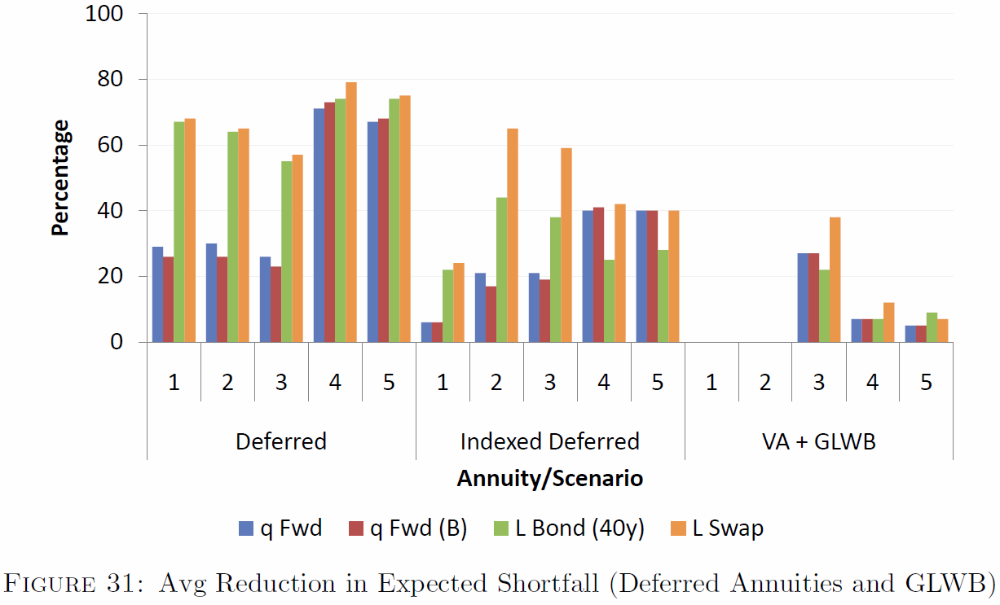 100
80
60
40
20
0
Percentage
1 2 3 4 5 1 2 3 4 5 1 2 3 4 5
Deferred Indexed Deferred VA + GLWB
Annuity/Scenario
q Fwd q Fwd (B) L Bond (40y) L Swap
FIGURE 31: Avg Reduction in Expected Shortfall (Deferred Annuities and GLWB)